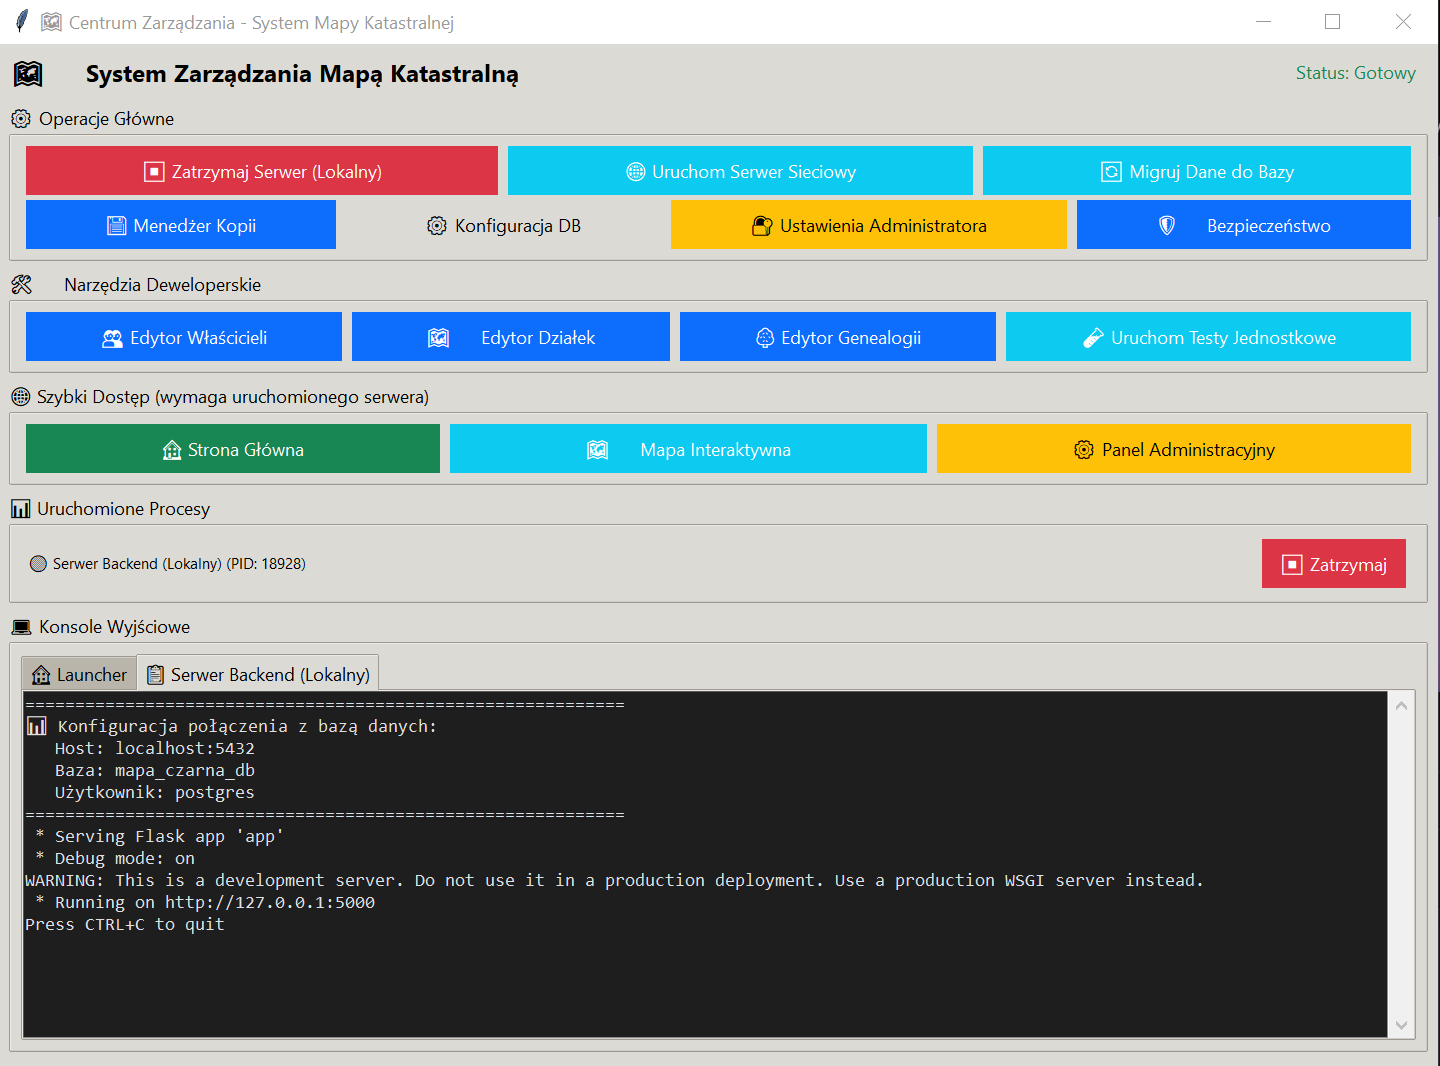 Centrum Zarządzania - System Mapy Katastralnej
System Zarządzania Mapą Katastralną
Status: Gotowy
Operacje Główne
Zatrzymaj Serwer (Lokalny)
Uruchom Serwer Sieciowy
Migruj Dane do Bazy
Menedżer Kopii
Konfiguracja DB
Ustawienia Administratora
Bezpieczeństwo
Narzędzia Deweloperskie
Edytor Właścicieli
Edytor Działek
Edytor Genealogii
Uruchom Testy Jednostkowe
Szybki Dostęp (wymaga uruchomionego serwera)
Strona Główna
Mapa Interaktywna
Panel Administracyjny
Uruchomione Procesy
Serwer Backend (Lokalny) (PID: 18928)
Zatrzymaj
Konsole Wyjściowe
Launcher
Serwer Backend (Lokalny)
============================================================
Konfiguracja połączenia z bazą danych:
Host: localhost:5432
Baza: mapa_czarna_db
Użytkownik: postgres
============================================================
* Serving Flask app 'app'
* Debug mode: on
WARNING: This is a development server. Do not use it in a production deployment. Use a production WSGI server instead.
* Running on http://127.0.0.1:5000
Press CTRL+C to quit